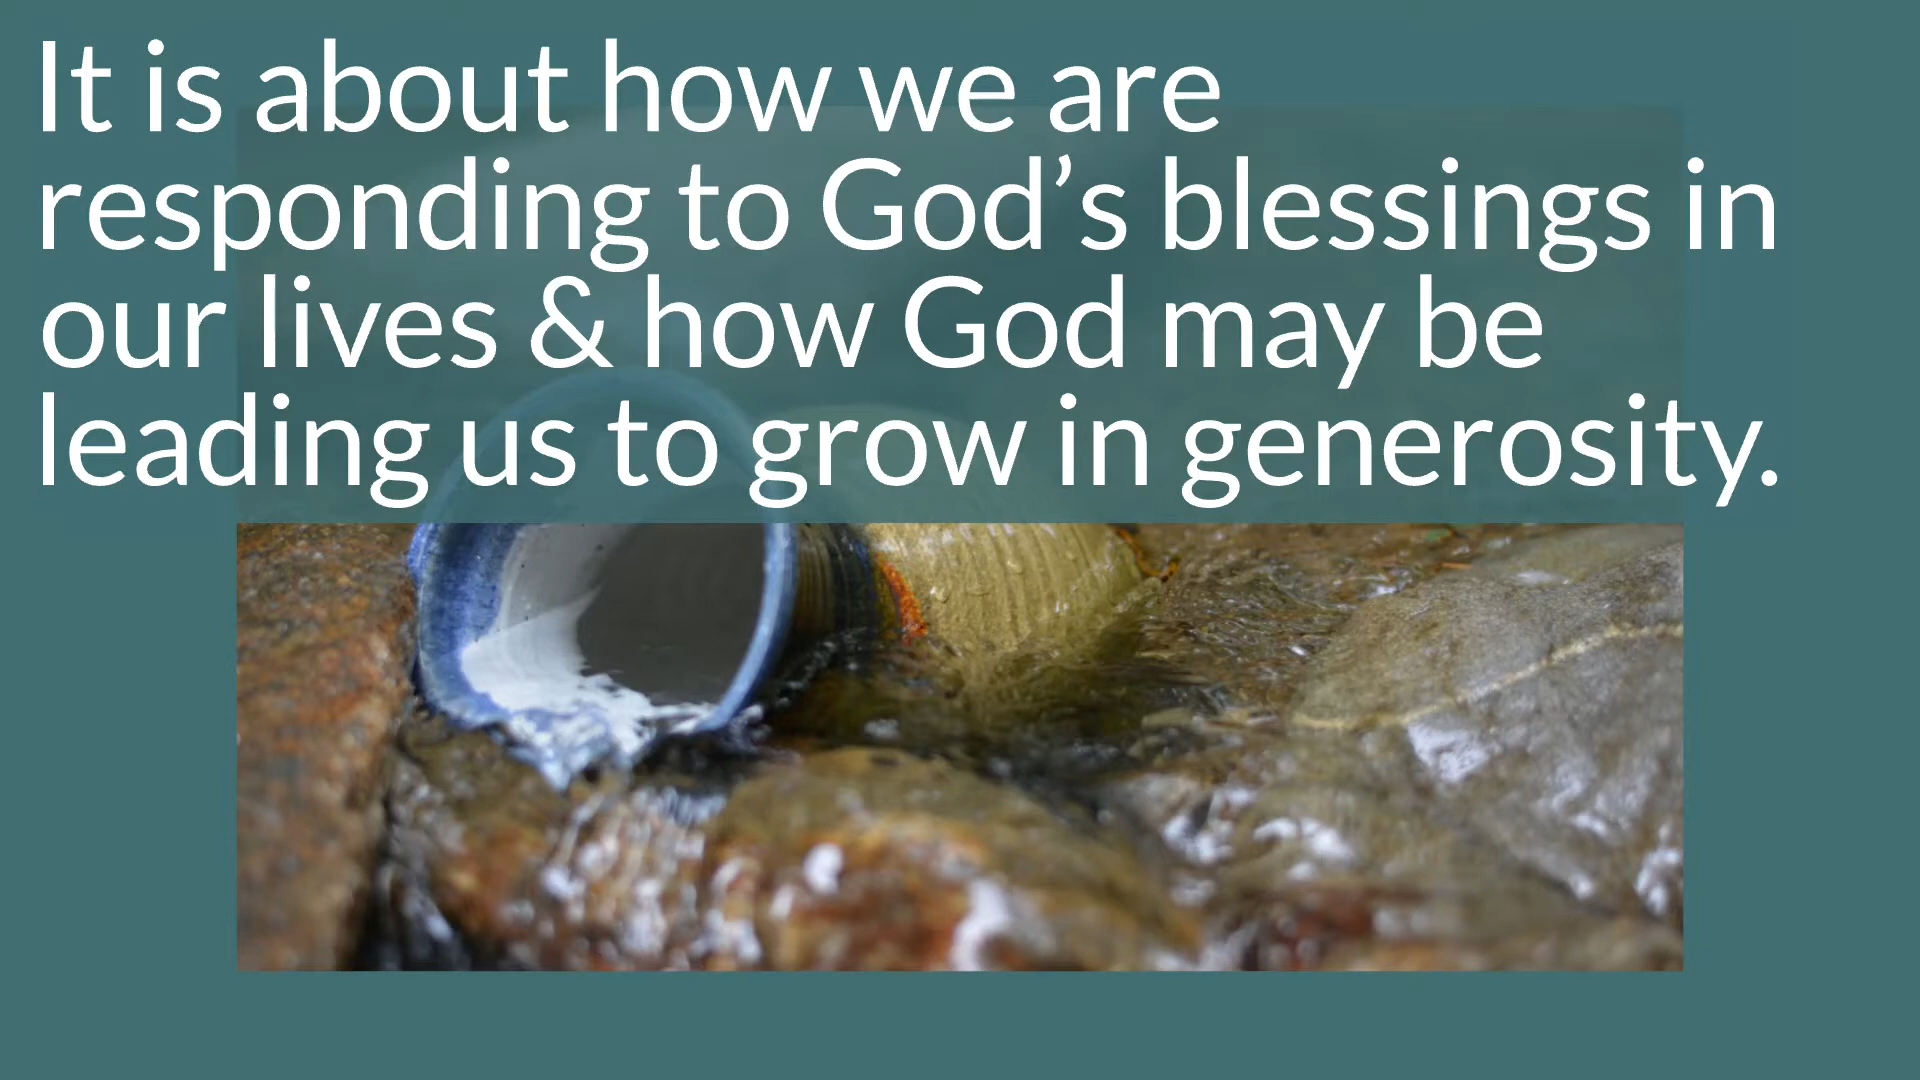 It is about how we are
responding to God’s blessings in
our lives & how God may be
leading us to grow in generosity.